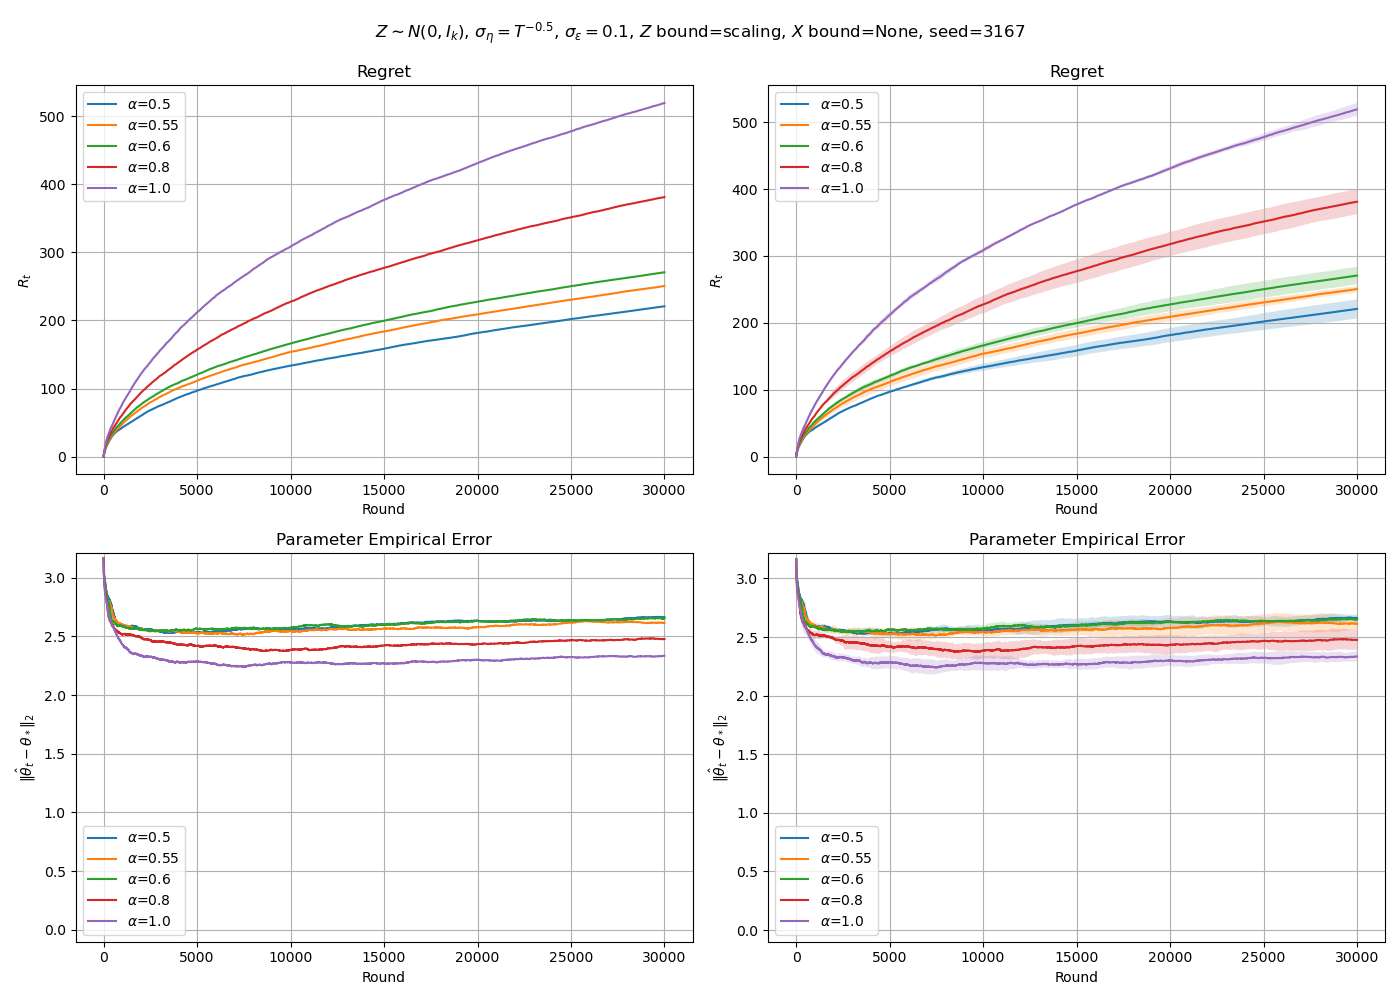 Z ~ N(0, I_k), σ_η = T^{-0.5}, σ_ε = 0.1, Z bound=scaling, X bound=None, seed=3167
Regret
α=0.5
α=0.55
α=0.6
α=0.8
α=1.0
500
400
300
200
100
0
R_t
0 5000 10000 15000 20000 25000 30000
Round
Regret
α=0.5
α=0.55
α=0.6
α=0.8
α=1.0
500
400
300
200
100
0
R_t
0 5000 10000 15000 20000 25000 30000
Round
Parameter Empirical Error
3.0
2.5
2.0
1.5
1.0
0.5
0.0
‖θ̂_t − θ_*‖_2
α=0.5
α=0.55
α=0.6
α=0.8
α=1.0
0 5000 10000 15000 20000 25000 30000
Round
Parameter Empirical Error
3.0
2.5
2.0
1.5
1.0
0.5
0.0
‖θ̂_t − θ_*‖_2
α=0.5
α=0.55
α=0.6
α=0.8
α=1.0
0 5000 10000 15000 20000 25000 30000
Round